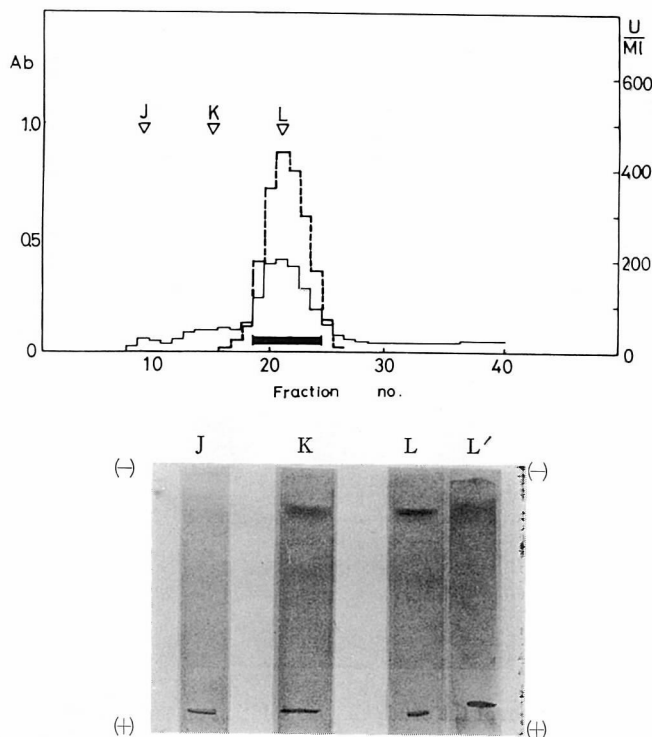 U
Ab
Ml
600
J K L
1.0
400
0.5
200
0
0
10 20 30 40
Fraction no.
J K L L′
(−) (−)
(+) (+)